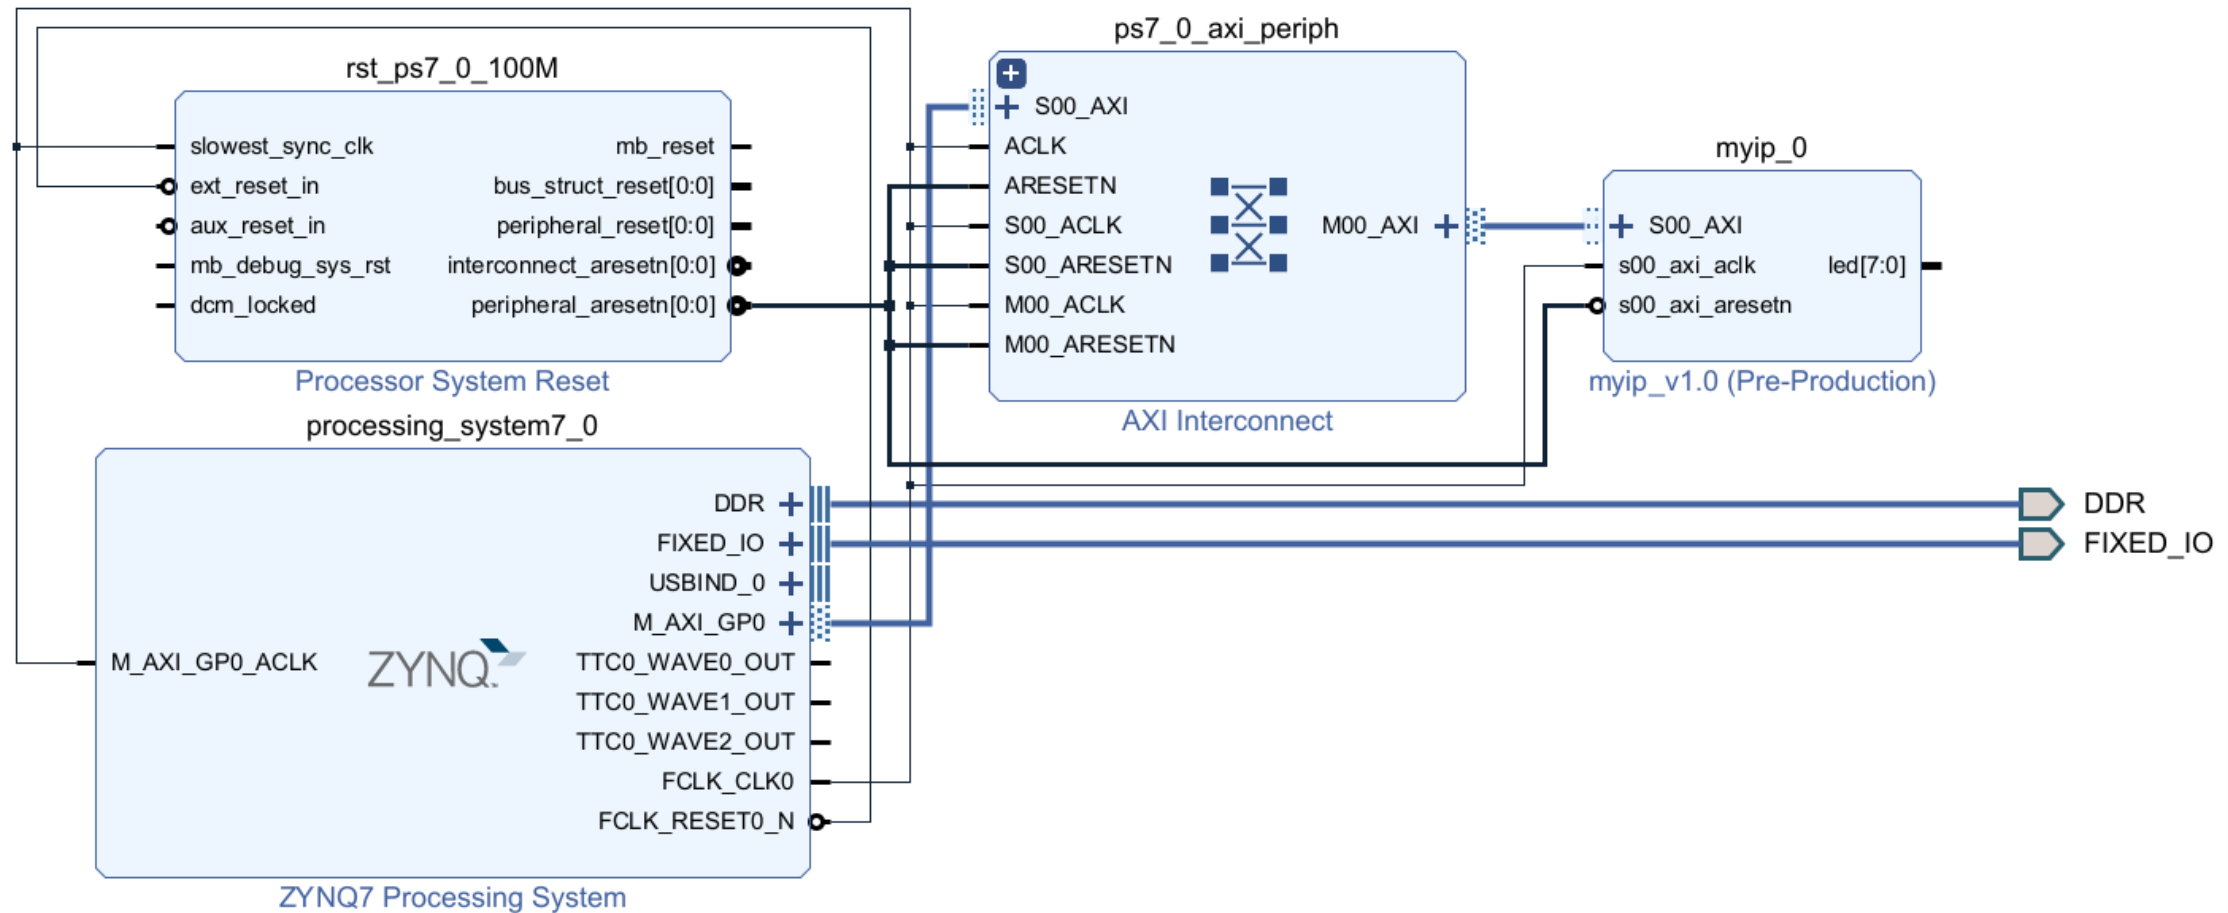 rst_ps7_0_100M
slowest_sync_clk
ext_reset_in
aux_reset_in
mb_debug_sys_rst
dcm_locked
mb_reset
bus_struct_reset[0:0]
peripheral_reset[0:0]
interconnect_aresetn[0:0]
peripheral_aresetn[0:0]
Processor System Reset
ps7_0_axi_periph
S00_AXI
ACLK
ARESETN
S00_ACLK
S00_ARESETN
M00_ACLK
M00_ARESETN
M00_AXI
AXI Interconnect
myip_0
S00_AXI
s00_axi_aclk
s00_axi_aresetn
led[7:0]
myip_v1.0 (Pre-Production)
processing_system7_0
M_AXI_GP0_ACLK
ZYNQ
DDR
FIXED_IO
USBIND_0
M_AXI_GP0
TTC0_WAVE0_OUT
TTC0_WAVE1_OUT
TTC0_WAVE2_OUT
FCLK_CLK0
FCLK_RESET0_N
ZYNQ7 Processing System
DDR
FIXED_IO